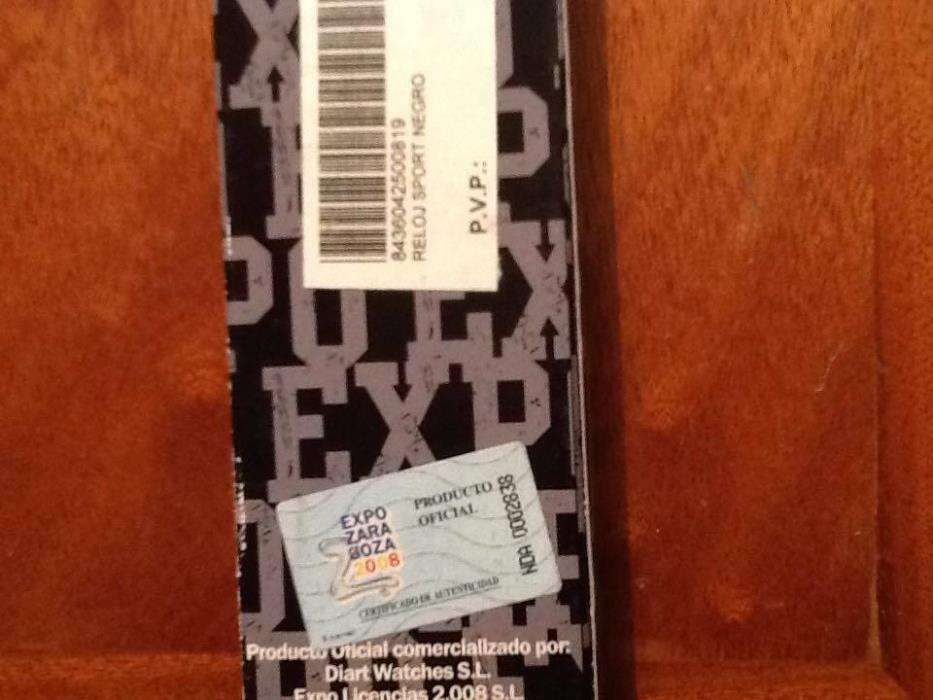 8436042500819
RELOJ SPORT NEGRO
P.V.P.:
EXP
EXPO
ZARA
GOZA
2008
PRODUCTO
OFICIAL
NDA 0002838
CERTIFICADO DE AUTENTICIDAD
Producto Oficial comercializado por:
Diart Watches S.L.
Expo Licencias 2.008 S.L.